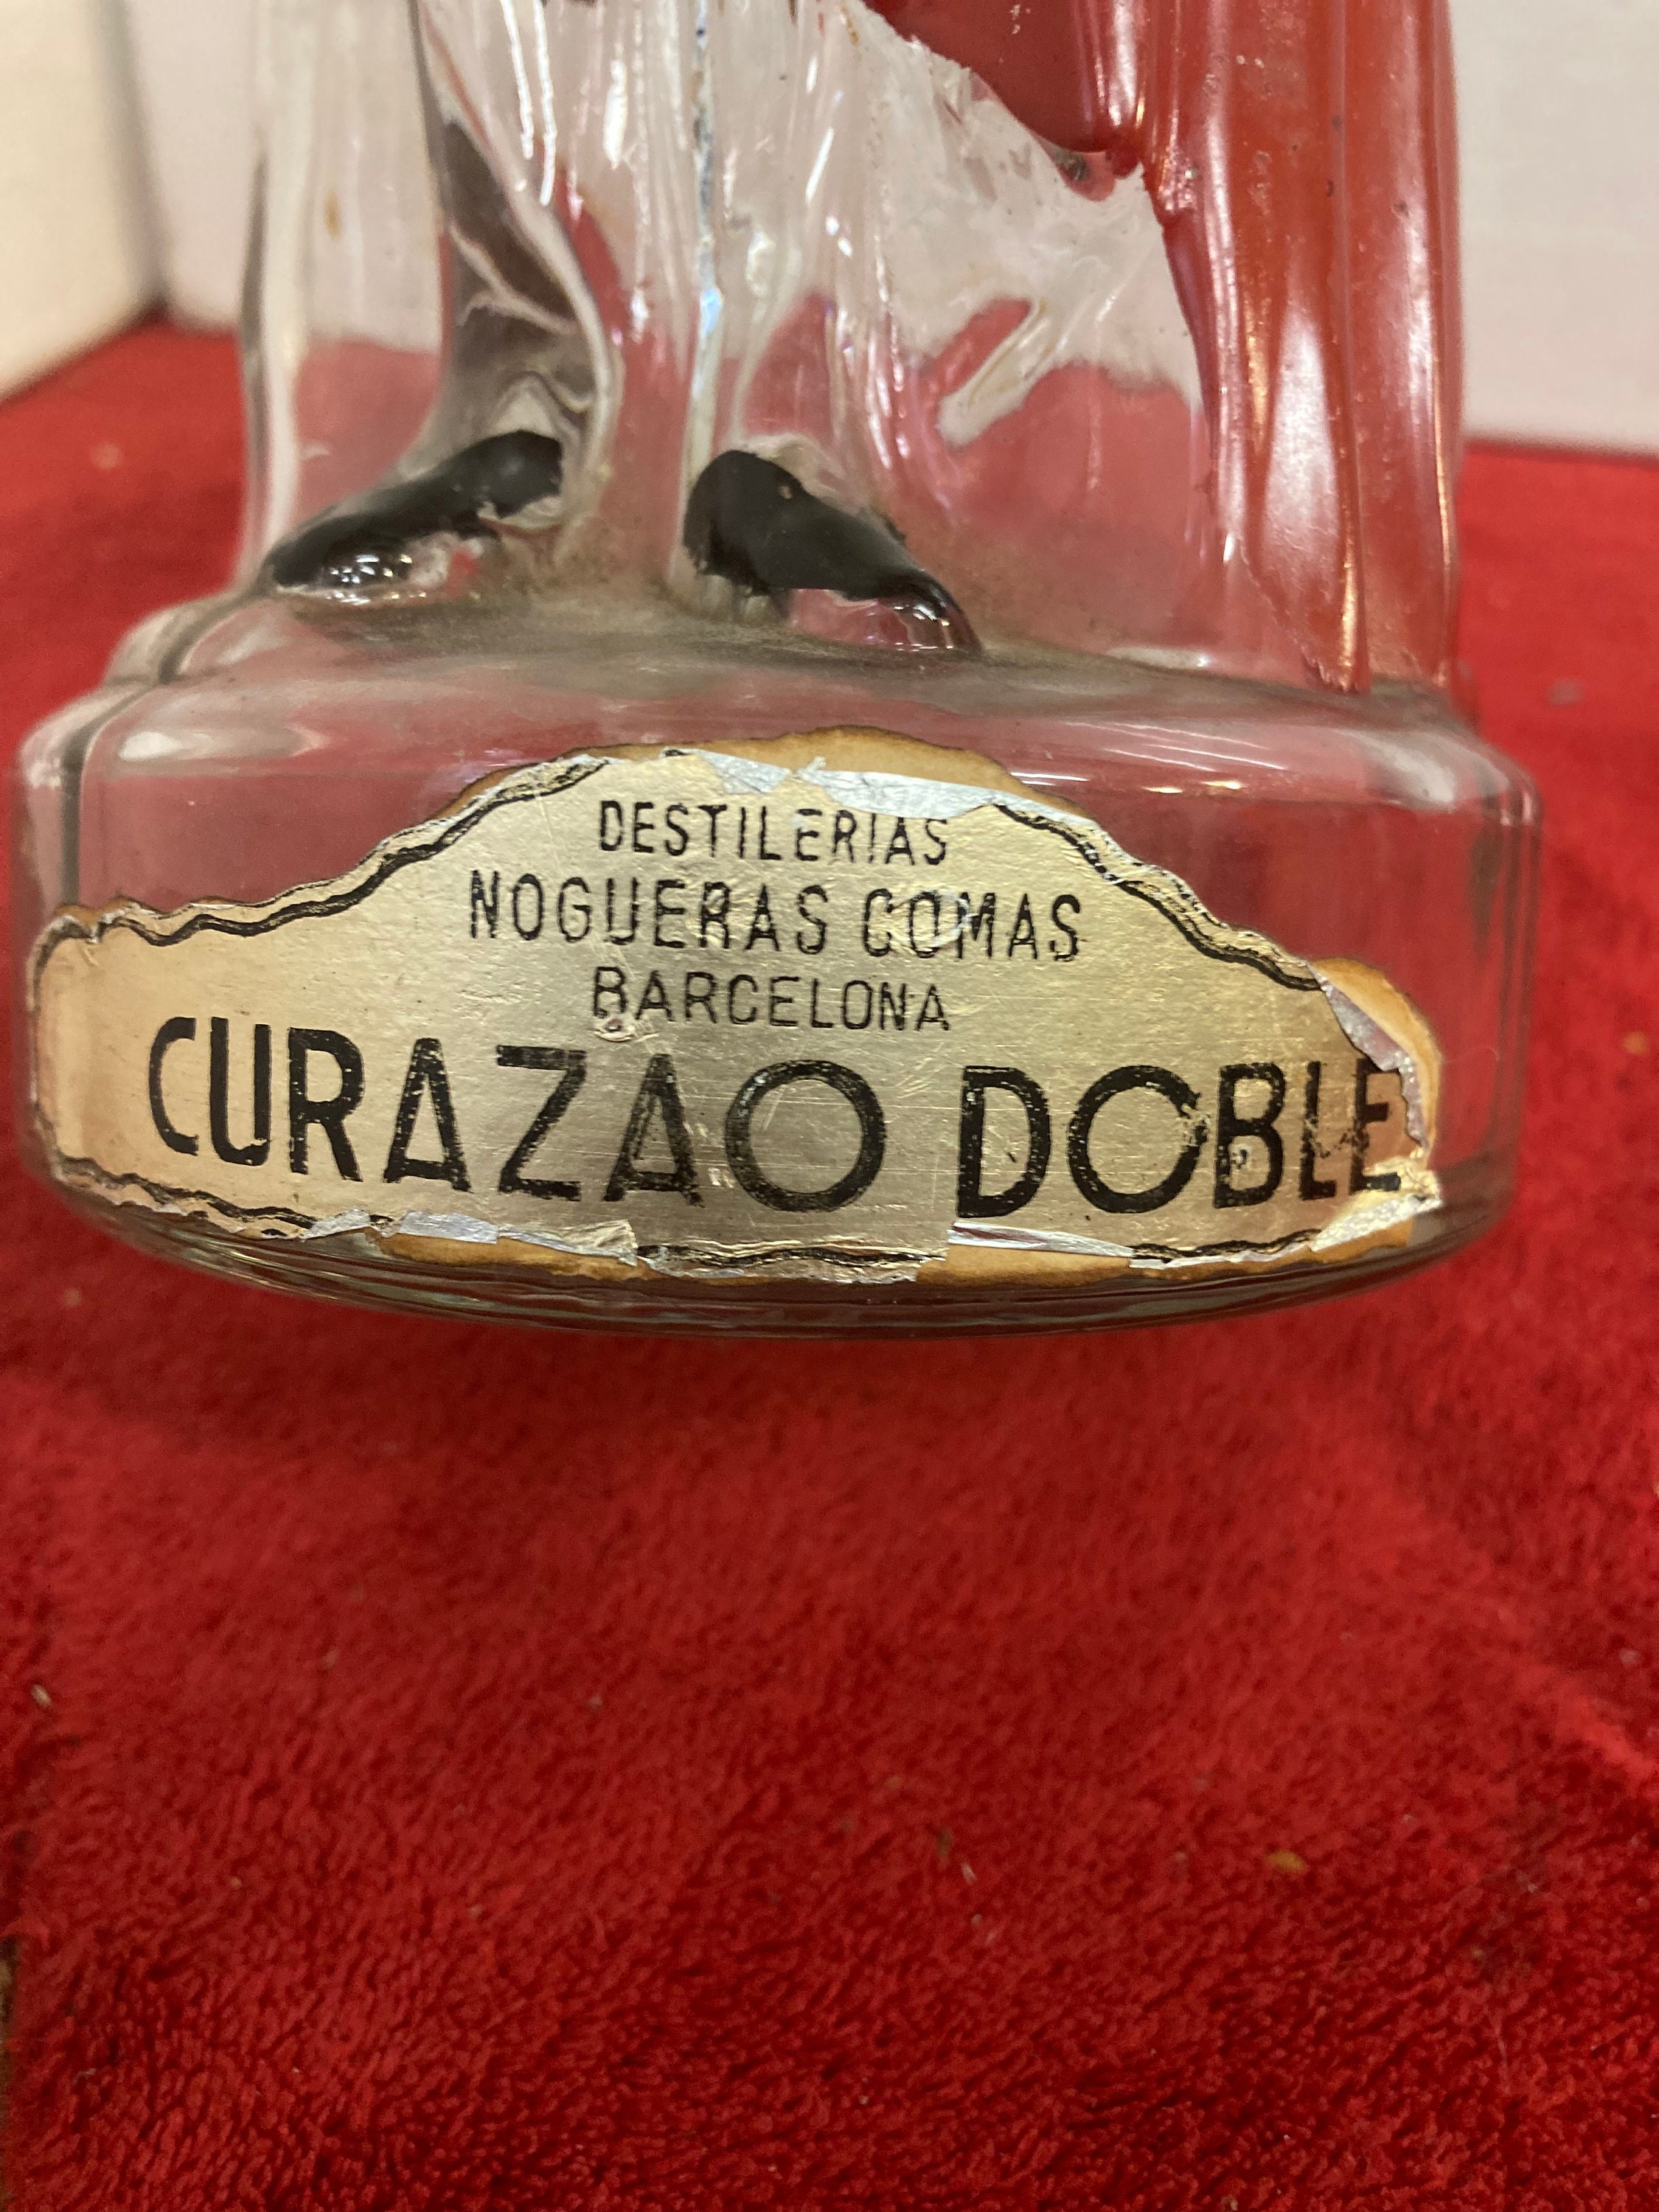 DESTILERIAS
NOGUERAS COMAS
BARCELONA
CURAZAO DOBLE